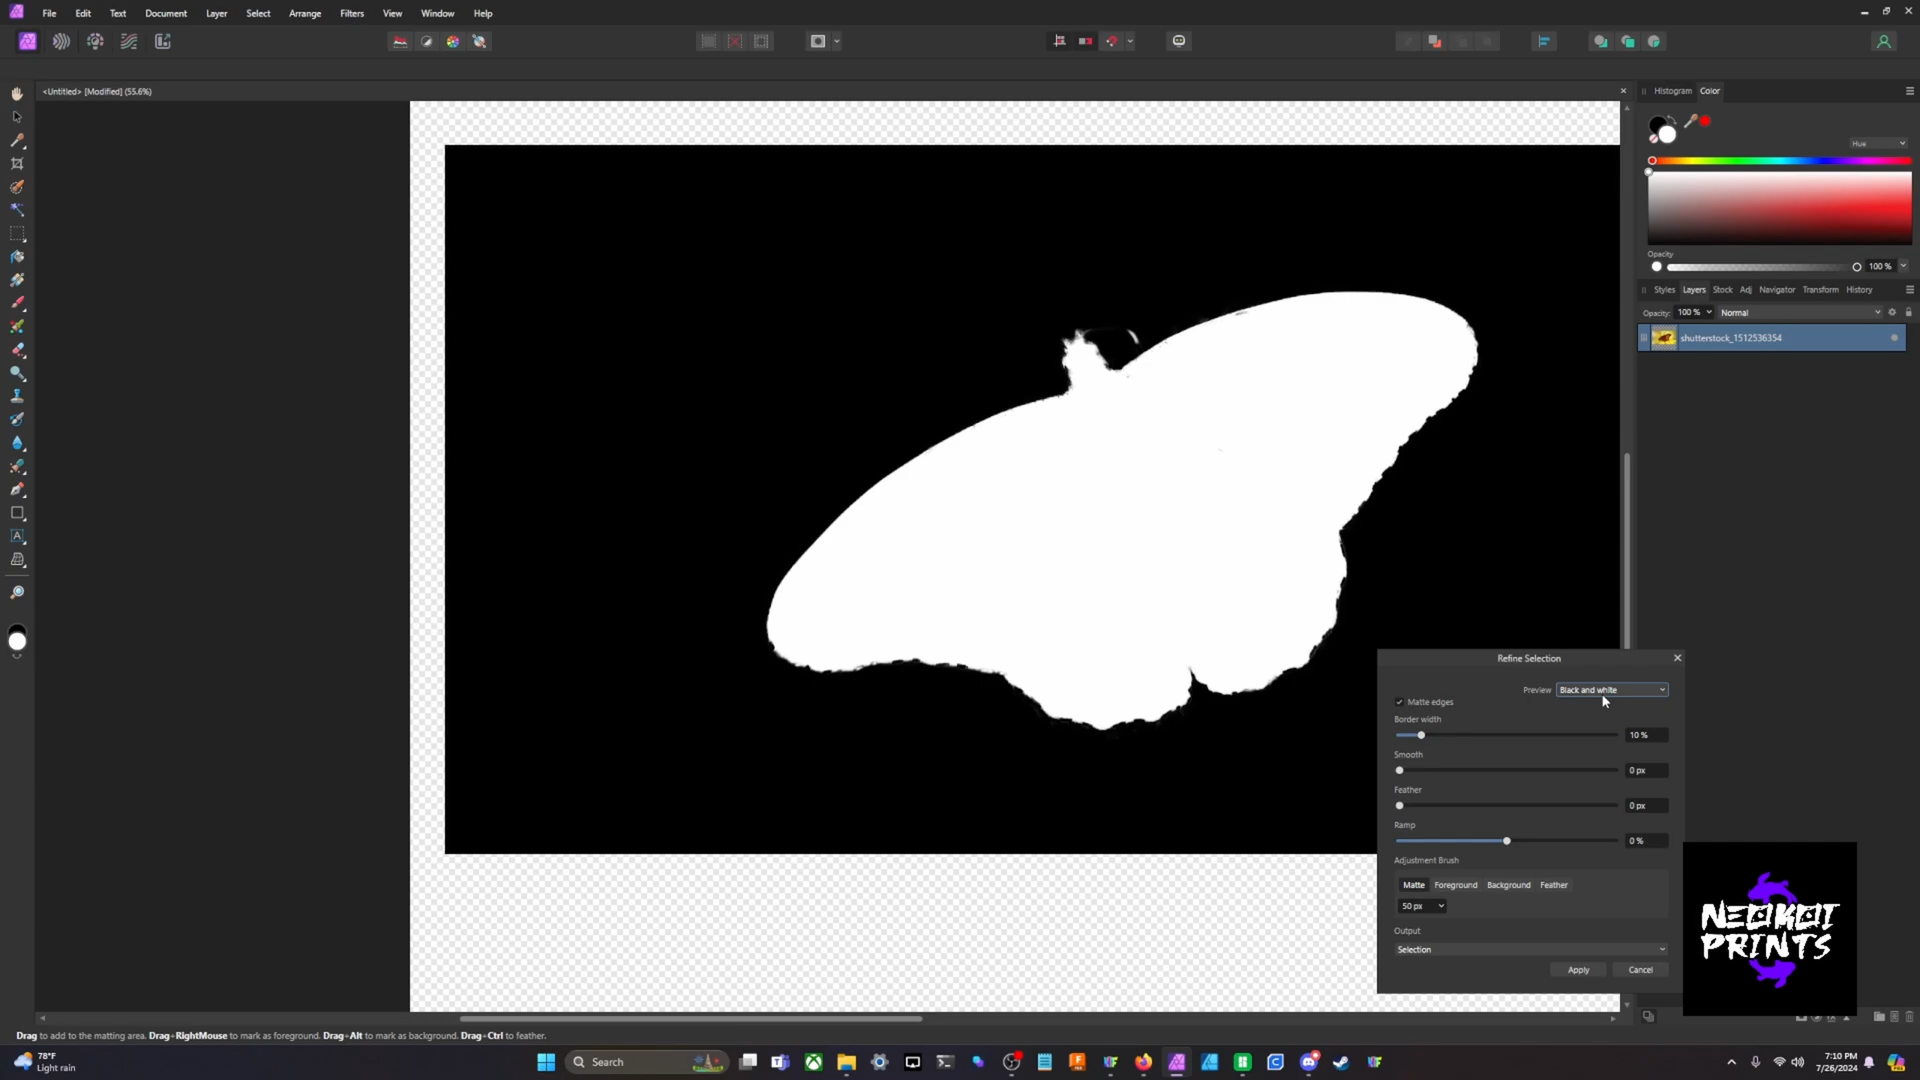 File Edit Text Document Layer Select Arrange Filters View Window Help
<Untitled> [Modified] (55.6%)
Histogram Color
Hue
Opacity
100 %
Styles Layers Stock Adj Navigator Transform History
Opacity: 100 % Normal
shutterstock_1512536354
Refine Selection
Preview Black and white
Matte edges
Border width
10 %
Smooth
0 px
Feather
0 px
Ramp
0 %
Adjustment Brush
Matte Foreground Background Feather
50 px
Output
Selection
Apply Cancel
NEOKOI
PRINTS
Drag to add to the matting area. Drag+RightMouse to mark as foreground. Drag+Alt to mark as background. Drag+Ctrl to feather.
78°F
Light rain
Search
7:10 PM
7/26/2024